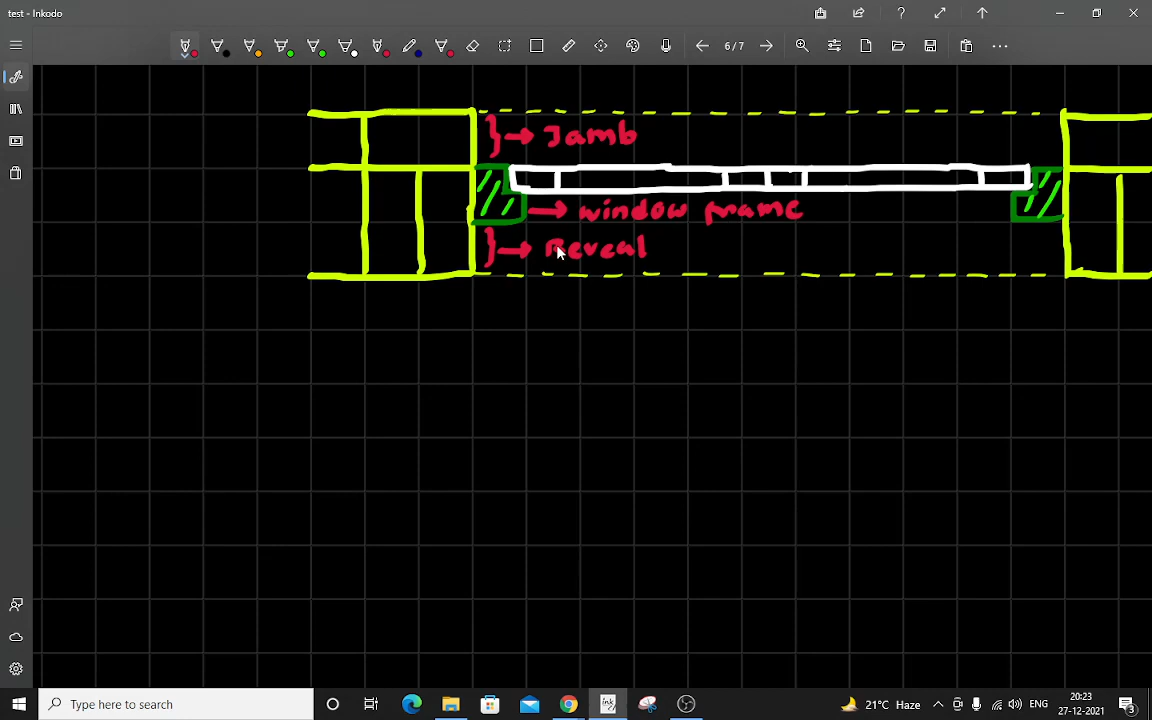 test - Inkodo
6/7
Jamb
window frame
Reveal
Type here to search
21°C Haze
ENG
20:23
27-12-2021
3